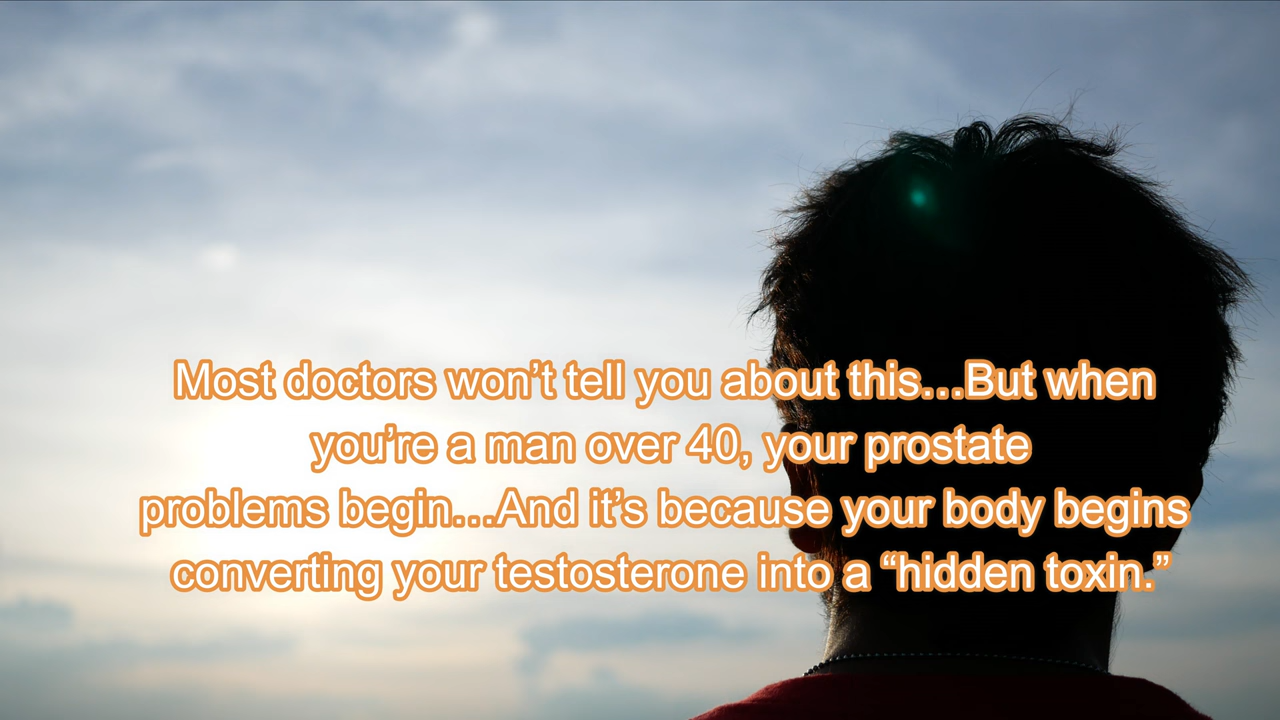 Most doctors won’t tell you about this...But when
you’re a man over 40, your prostate
problems begin...And it’s because your body begins
converting your testosterone into a “hidden toxin.”